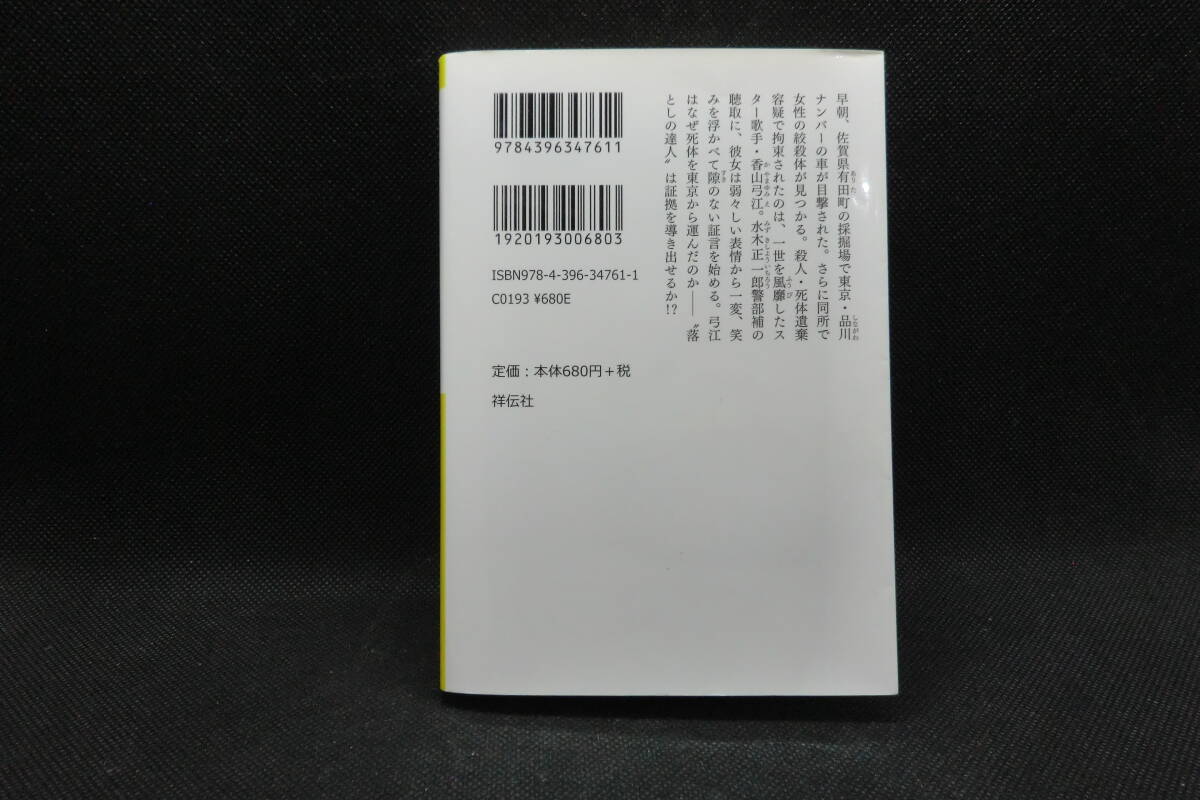 早朝、佐賀県有田町の採掘場で東京・品川
ナンバーの車が目撃された。さらに同所で
女性の絞殺体が見つかる。殺人・死体遺棄
容疑で拘束されたのは、一世を風靡したス
ター歌手・香山弓江。水木正一郎警部補の
聴取に、彼女は弱々しい表情から一変、笑
みを浮かべて隙のない証言を始める。弓江
はなぜ死体を東京から運んだのか――〝落
としの達人〟は証拠を導き出せるか!?
9784396347611
1920193006803
ISBN978-4-396-34761-1
C0193 ¥680E
定価：本体680円＋税
祥伝社